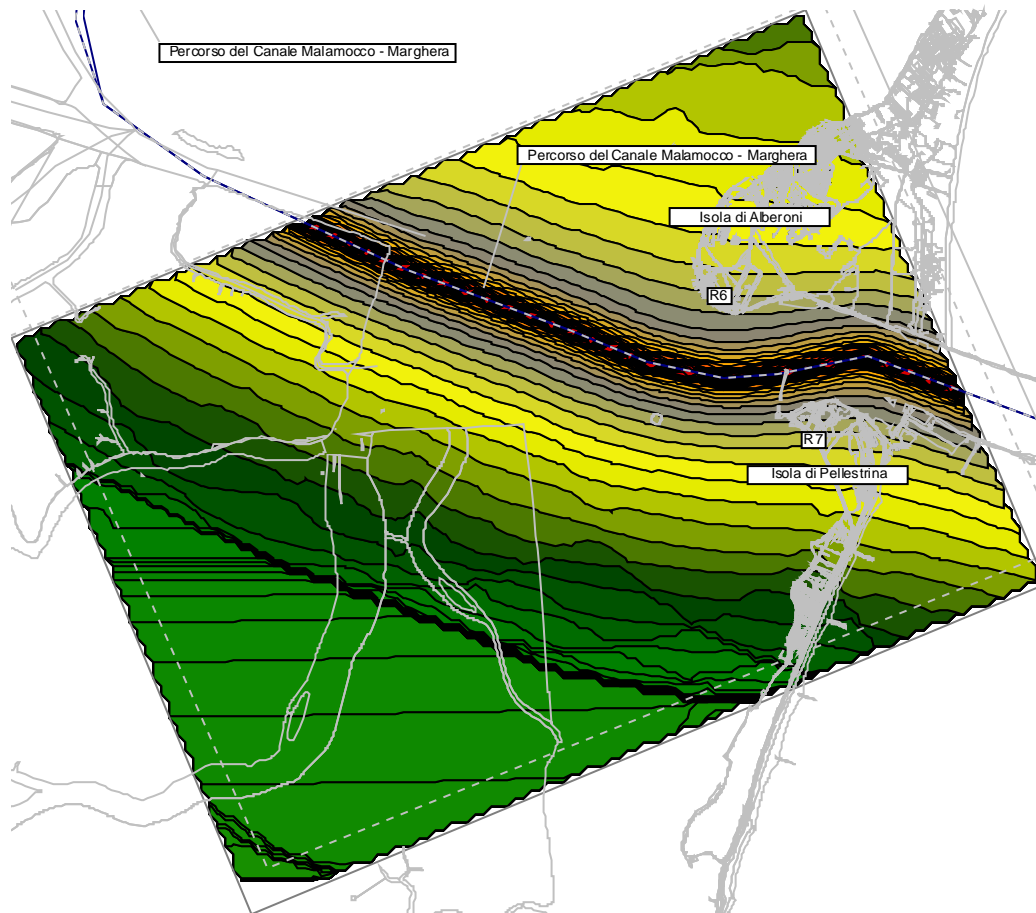 Percorso del Canale Malamocco - Marghera
Percorso del Canale Malamocco - Marghera
Isola di Alberoni
R6
R7
Isola di Pellestrina